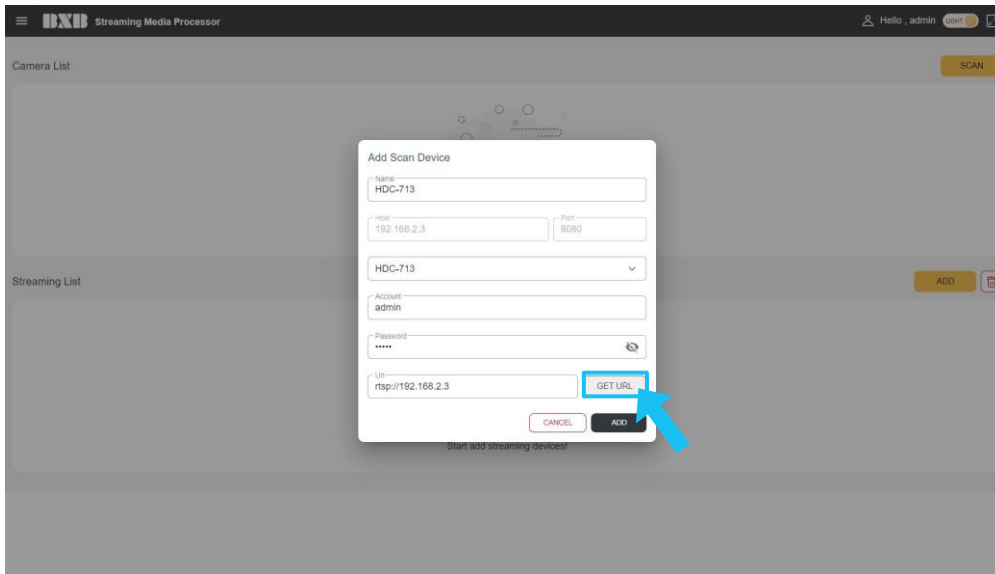 BXB Streaming Media Processor
Hello , admin
LIGHT
Camera List
SCAN
Add Scan Device
Name
HDC-713
Host
192.168.2.3
Port
8080
HDC-713
Streaming List
ADD
Account
admin
Password
•••••
Url
rtsp://192.168.2.3
GET URL
CANCEL
ADD
Start add streaming devices!